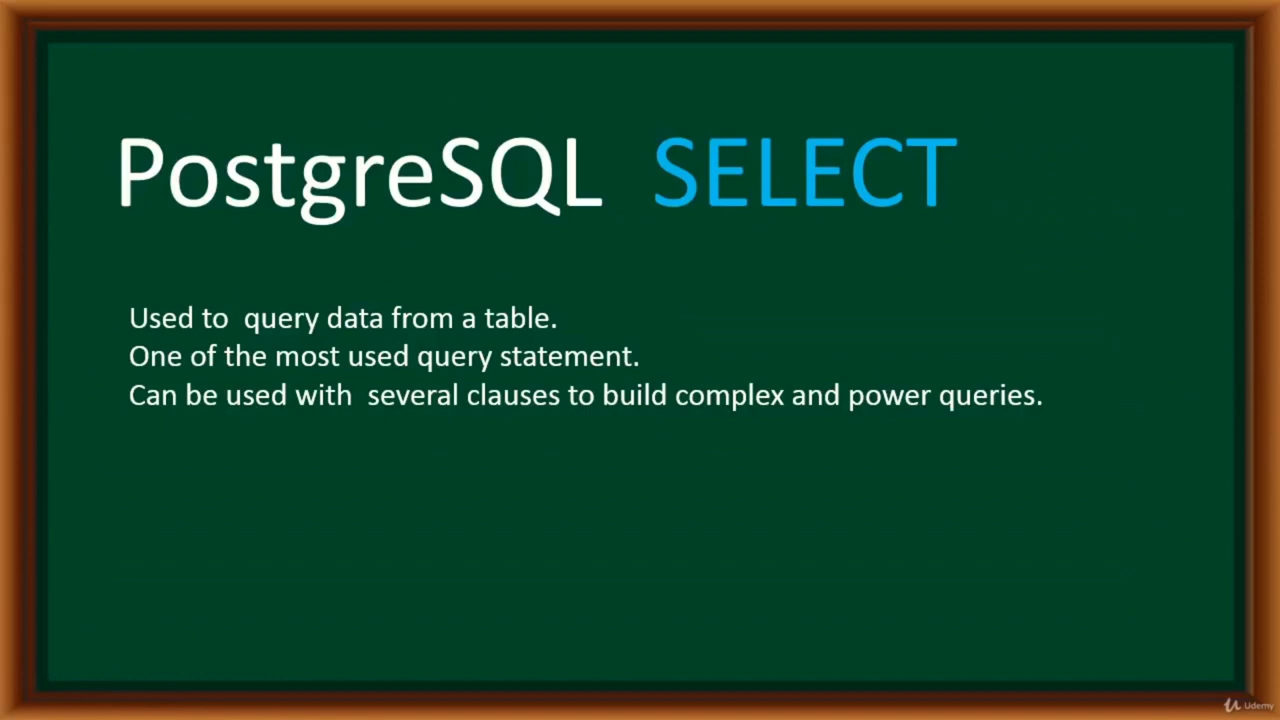 PostgreSQL SELECT
Used to query data from a table.
One of the most used query statement.
Can be used with several clauses to build complex and power queries.
Udemy